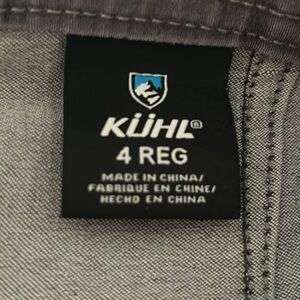 KÜHL®
4 REG
MADE IN CHINA/
FABRIQUE EN CHINE/
HECHO EN CHINA